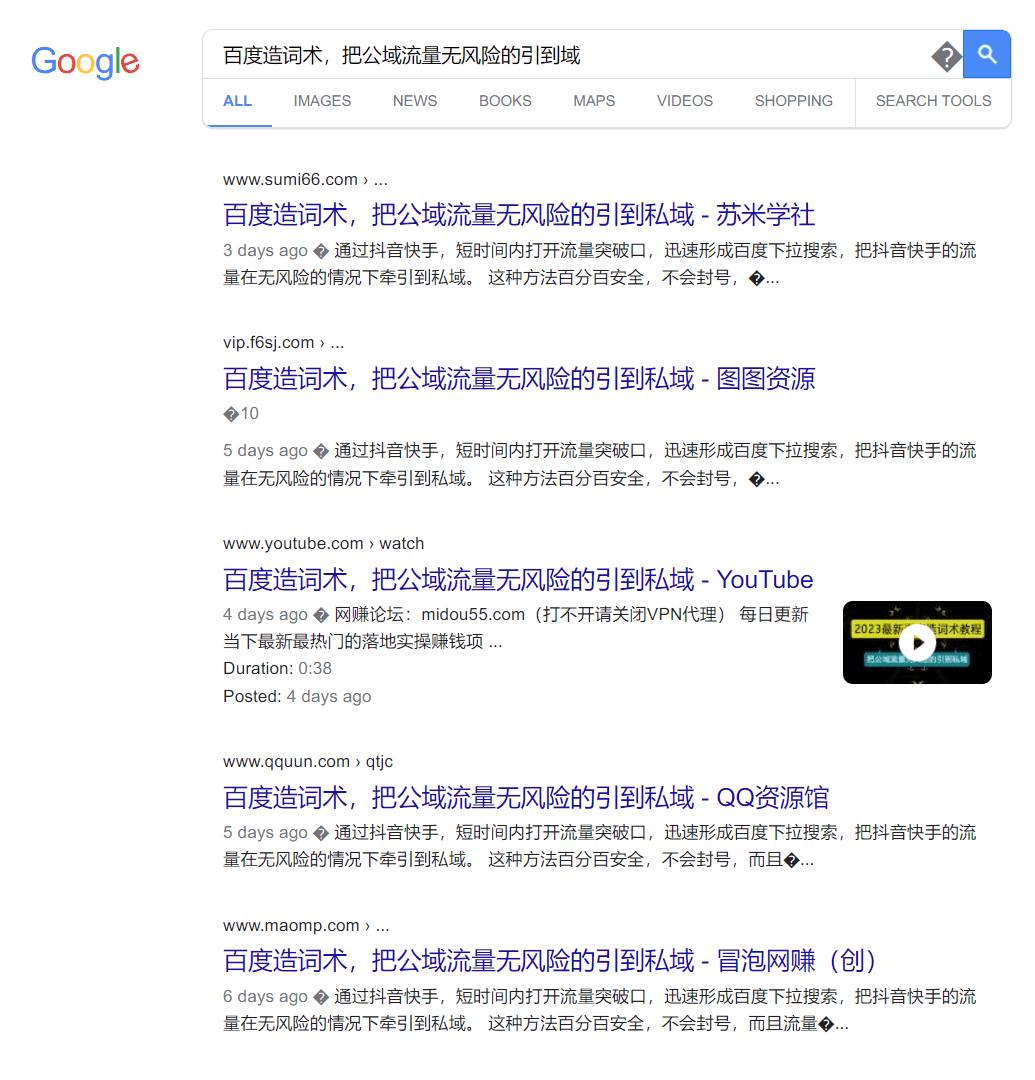 Google
百度造词术，把公域流量无风险的引到域
ALL IMAGES NEWS BOOKS MAPS VIDEOS SHOPPING SEARCH TOOLS
www.sumi66.com › ...
百度造词术，把公域流量无风险的引到私域 - 苏米学社
3 days ago � 通过抖音快手，短时间内打开流量突破口，迅速形成百度下拉搜索，把抖音快手的流
量在无风险的情况下牵引到私域。 这种方法百分百安全，不会封号，�...
vip.f6sj.com › ...
百度造词术，把公域流量无风险的引到私域 - 图图资源
�10
5 days ago � 通过抖音快手，短时间内打开流量突破口，迅速形成百度下拉搜索，把抖音快手的流
量在无风险的情况下牵引到私域。 这种方法百分百安全，不会封号，�...
www.youtube.com › watch
百度造词术，把公域流量无风险的引到私域 - YouTube
4 days ago � 网赚论坛：midou55.com（打不开请关闭VPN代理） 每日更新
当下最新最热门的落地实操赚钱项 ...
Duration: 0:38
Posted: 4 days ago
2023最新 造词术教程
把公域流量 的引到私域
www.qquun.com › qtjc
百度造词术，把公域流量无风险的引到私域 - QQ资源馆
5 days ago � 通过抖音快手，短时间内打开流量突破口，迅速形成百度下拉搜索，把抖音快手的流
量在无风险的情况下牵引到私域。 这种方法百分百安全，不会封号，而且�...
www.maomp.com › ...
百度造词术，把公域流量无风险的引到私域 - 冒泡网赚（创）
6 days ago � 通过抖音快手，短时间内打开流量突破口，迅速形成百度下拉搜索，把抖音快手的流
量在无风险的情况下牵引到私域。 这种方法百分百安全，不会封号，而且流量�...